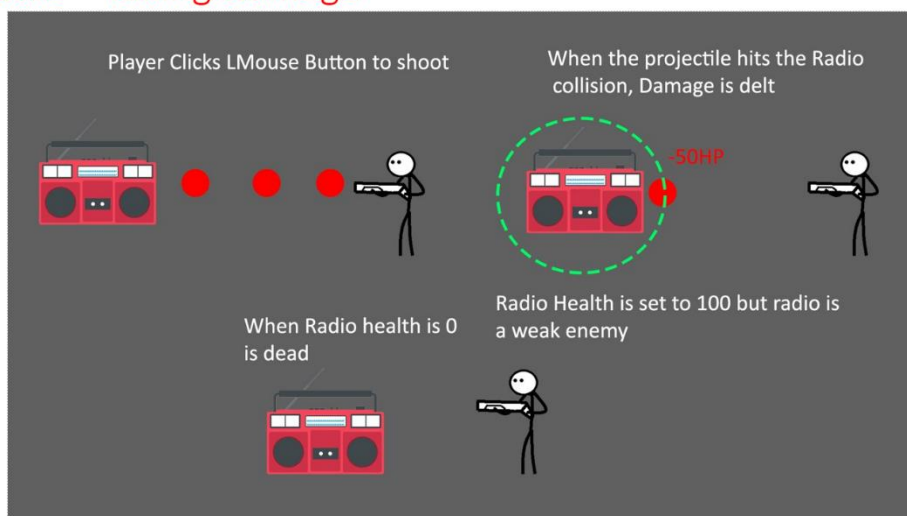 Player Clicks LMouse Button to shoot
When the projectile hits the Radio
collision, Damage is delt
-50HP
Radio Health is set to 100 but radio is
a weak enemy
When Radio health is 0
is dead